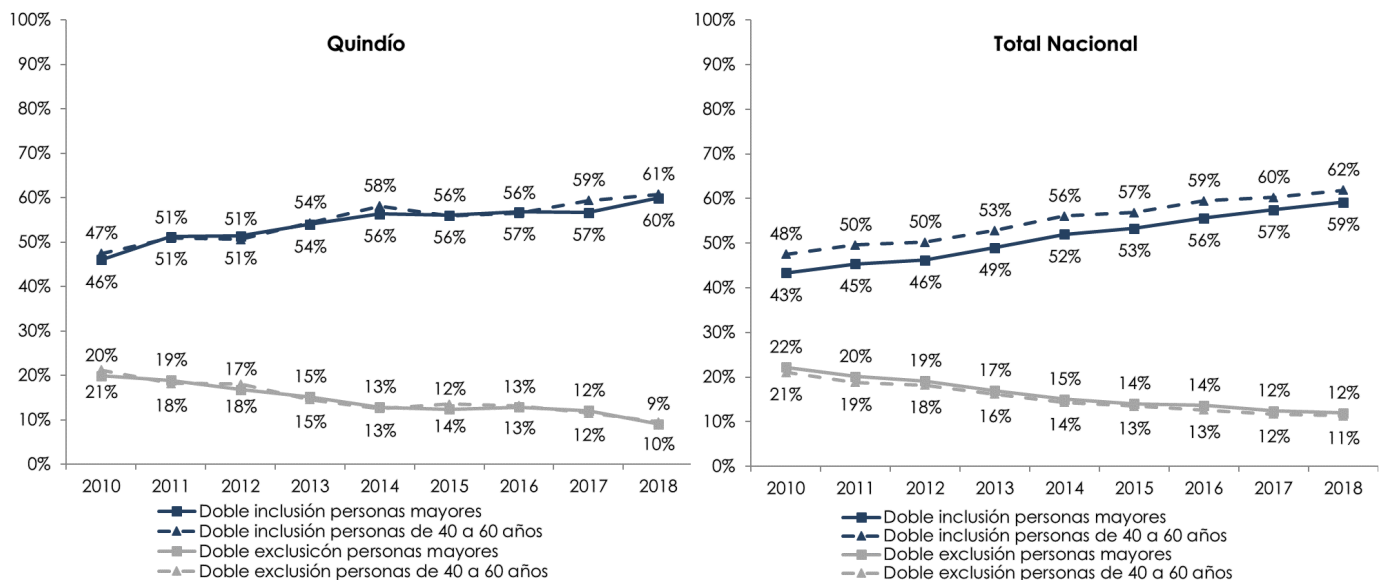 Quindío
100%
90%
80%
70%
60%
50%
40%
30%
20%
10%
0%
47% 51% 51% 54% 58% 56% 56% 59% 61%
46% 51% 51% 54% 56% 56% 57% 57% 60%
20% 19% 17% 15% 13% 12% 13% 12% 9%
21% 18% 18% 15% 13% 14% 13% 12% 10%
2010 2011 2012 2013 2014 2015 2016 2017 2018
Doble inclusión personas mayores
Doble inclusión personas de 40 a 60 años
Doble exclusicón personas mayores
Doble exclusión personas de 40 a 60 años
Total Nacional
100%
90%
80%
70%
60%
50%
40%
30%
20%
10%
0%
48% 50% 50% 53% 56% 57% 59% 60% 62%
43% 45% 46% 49% 52% 53% 56% 57% 59%
22% 20% 19% 17% 15% 14% 14% 12% 12%
21% 19% 18% 16% 14% 13% 13% 12% 11%
2010 2011 2012 2013 2014 2015 2016 2017 2018
Doble inclusión personas mayores
Doble inclusión personas de 40 a 60 años
Doble exclusión personas mayores
Doble exclusión personas de 40 a 60 años